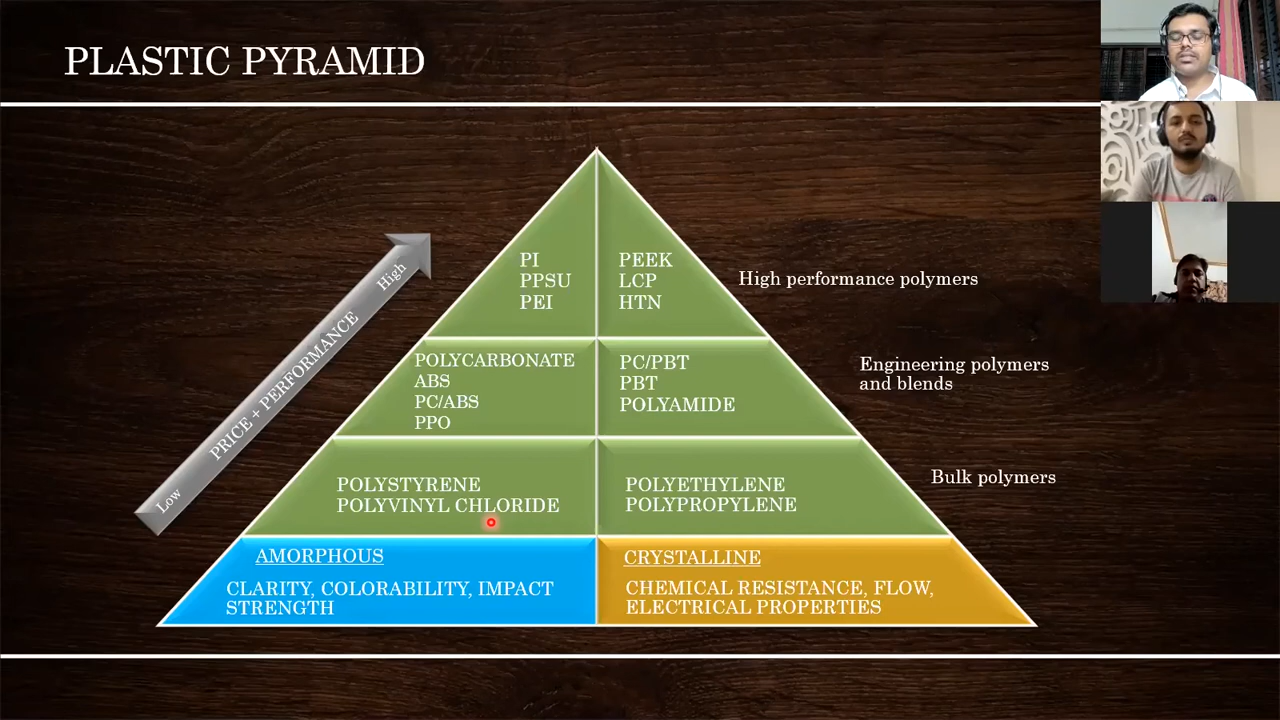 PLASTIC PYRAMID
High
PRICE + PERFORMANCE
Low
PI
PPSU
PEI
PEEK
LCP
HTN
High performance polymers
POLYCARBONATE
ABS
PC/ABS
PPO
PC/PBT
PBT
POLYAMIDE
Engineering polymers
and blends
POLYSTYRENE
POLYVINYL CHLORIDE
POLYETHYLENE
POLYPROPYLENE
Bulk polymers
AMORPHOUS
CLARITY, COLORABILITY, IMPACT
STRENGTH
CRYSTALLINE
CHEMICAL RESISTANCE, FLOW,
ELECTRICAL PROPERTIES